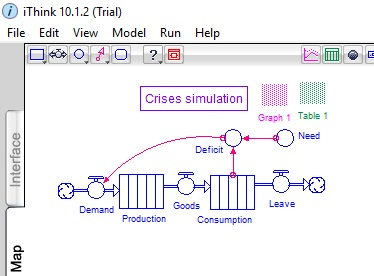 iThink 10.1.2 (Trial)
File Edit View Model Run Help
?
Crises simulation
Graph 1
Table 1
Deficit
Need
Demand
Production
Goods
Consumption
Leave
Interface
Map